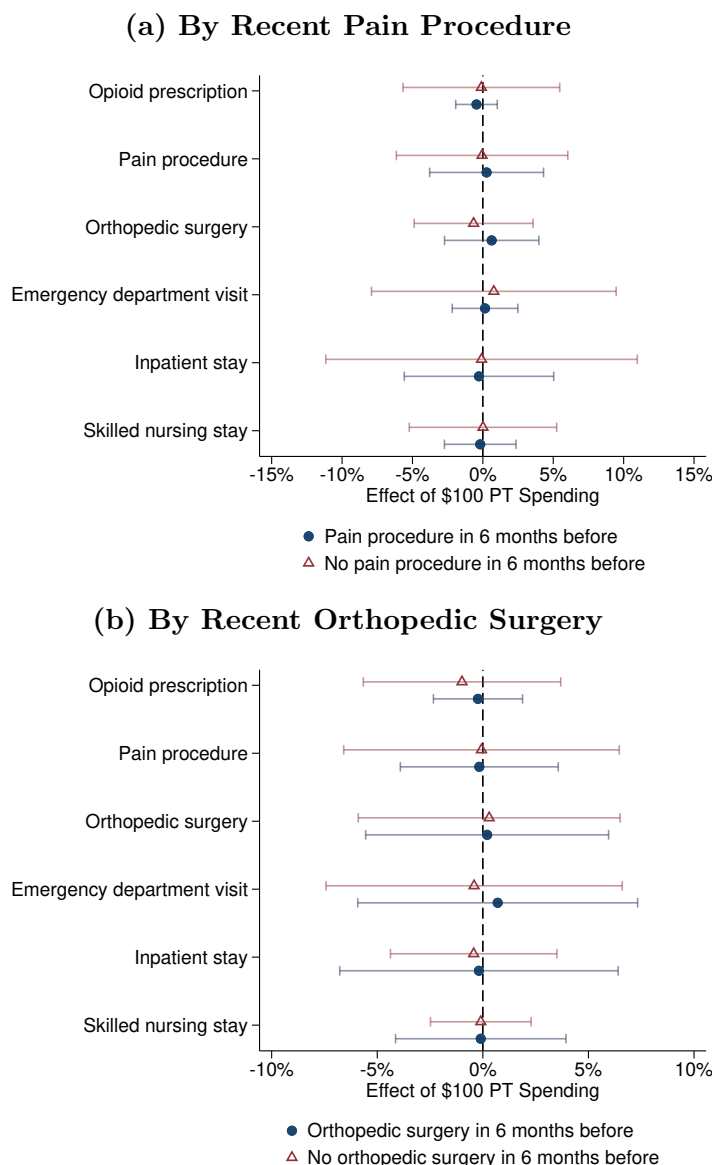 (a) By Recent Pain Procedure
Opioid prescription
Pain procedure
Orthopedic surgery
Emergency department visit
Inpatient stay
Skilled nursing stay
-15% -10% -5% 0% 5% 10% 15%
Effect of $100 PT Spending
Pain procedure in 6 months before
No pain procedure in 6 months before
(b) By Recent Orthopedic Surgery
Opioid prescription
Pain procedure
Orthopedic surgery
Emergency department visit
Inpatient stay
Skilled nursing stay
-10% -5% 0% 5% 10%
Effect of $100 PT Spending
Orthopedic surgery in 6 months before
No orthopedic surgery in 6 months before